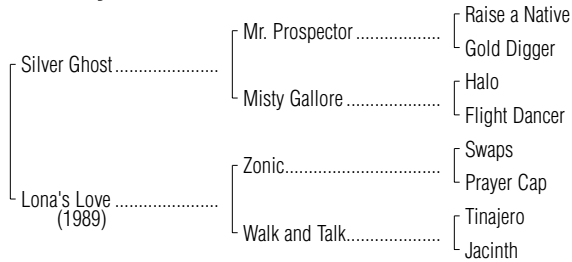 Raise a Native
Mr. Prospector ..................
Gold Digger
Silver Ghost......................
Halo
Misty Gallore ....................
Flight Dancer
Swaps
Zonic.................................
Prayer Cap
Lona's Love ......................
(1989)
Tinajero
Walk and Talk....................
Jacinth